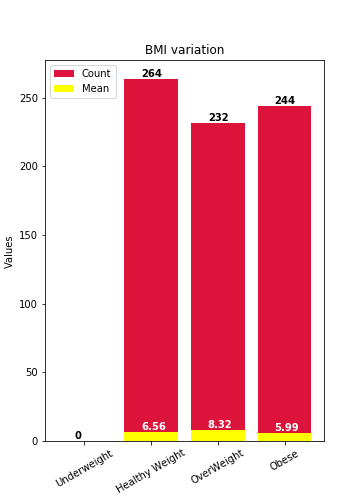 BMI variation
Count
Mean
264
232
244
0
6.56
8.32
5.99
Values
250
200
150
100
50
0
Underweight
Healthy Weight
OverWeight
Obese